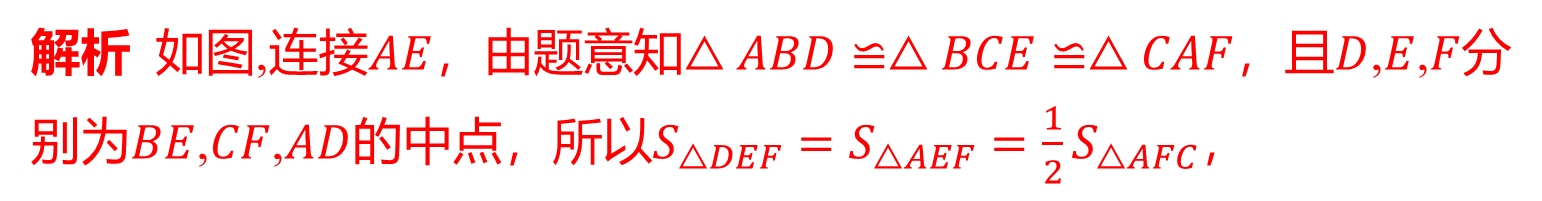 解析 如图,连接AE，由题意知△ ABD ≌△ BCE ≌△ CAF，且D,E,F分
别为BE,CF,AD的中点，所以S△DEF = S△AEF = 1/2 S△AFC，